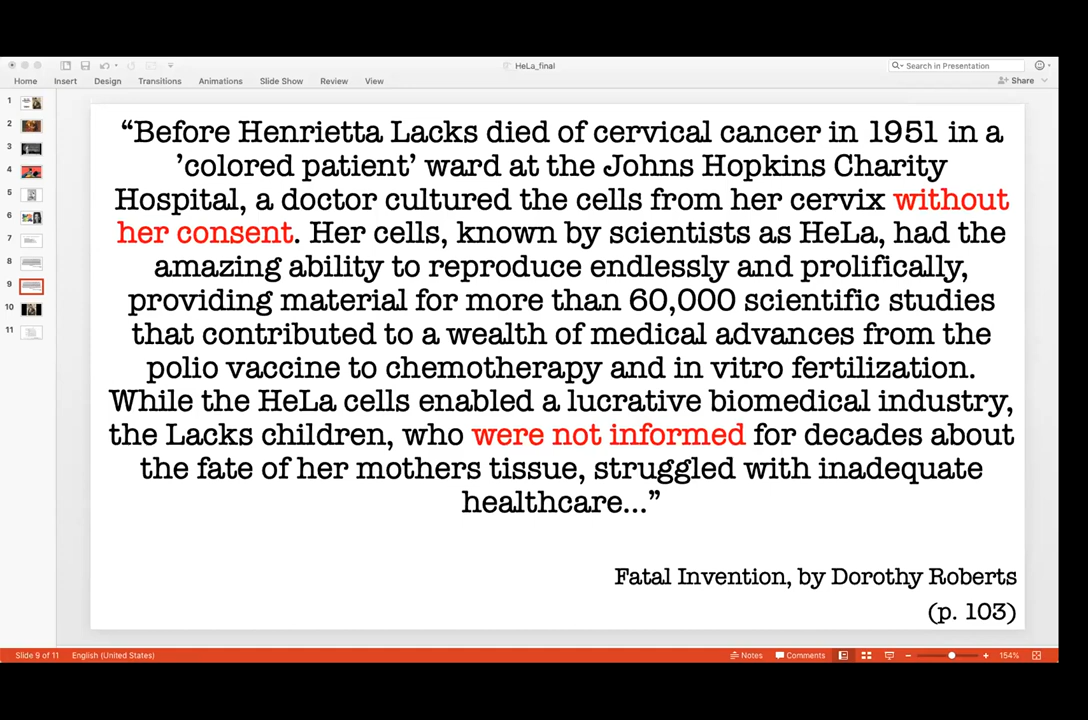 HeLa_final
Search in Presentation
Home Insert Design Transitions Animations Slide Show Review View
Share
1
2
3
4
5
6
7
8
9
10
11
“Before Henrietta Lacks died of cervical cancer in 1951 in a
’colored patient’ ward at the Johns Hopkins Charity
Hospital, a doctor cultured the cells from her cervix without
her consent. Her cells, known by scientists as HeLa, had the
amazing ability to reproduce endlessly and prolifically,
providing material for more than 60,000 scientific studies
that contributed to a wealth of medical advances from the
polio vaccine to chemotherapy and in vitro fertilization.
While the HeLa cells enabled a lucrative biomedical industry,
the Lacks children, who were not informed for decades about
the fate of her mothers tissue, struggled with inadequate
healthcare...”
Fatal Invention, by Dorothy Roberts
(p. 103)
Slide 9 of 11 English (United States) Notes Comments 154%